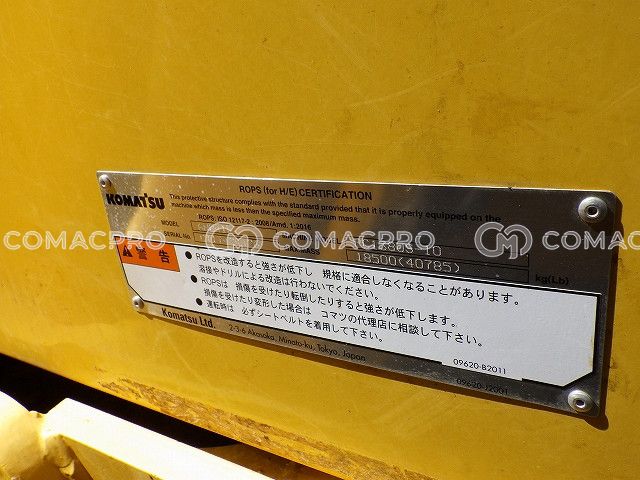 KOMATSU
ROPS (for H/E) CERTIFICATION
This protective structure complies with the standard provided that it is properly equipped on the
machine which mass is less than the specified maximum mass.
ROPS, ISO 12117-2 : 2008/Amd. 1:2016
MODEL
SERIAL No.
MAX MASS
18500(40785)
kg(Lb)
COMACPRO
COMACPRO
COMACPRO
警告
● ROPSを改造すると強さが低下し 規格に適合しなくなることがあります。
溶接やドリルによる改造は行わないでください。
● ROPSは 損傷を受けたり転倒したりすると強さが低下します。
損傷を受けたり変形した場合は コマツの代理店に相談して下さい。
● 運転時は 必ずシートベルトを着用して下さい。
09620-B2011
Komatsu Ltd.
2-3-6 Akasaka, Minato-ku, Tokyo, Japan
09620-J2001